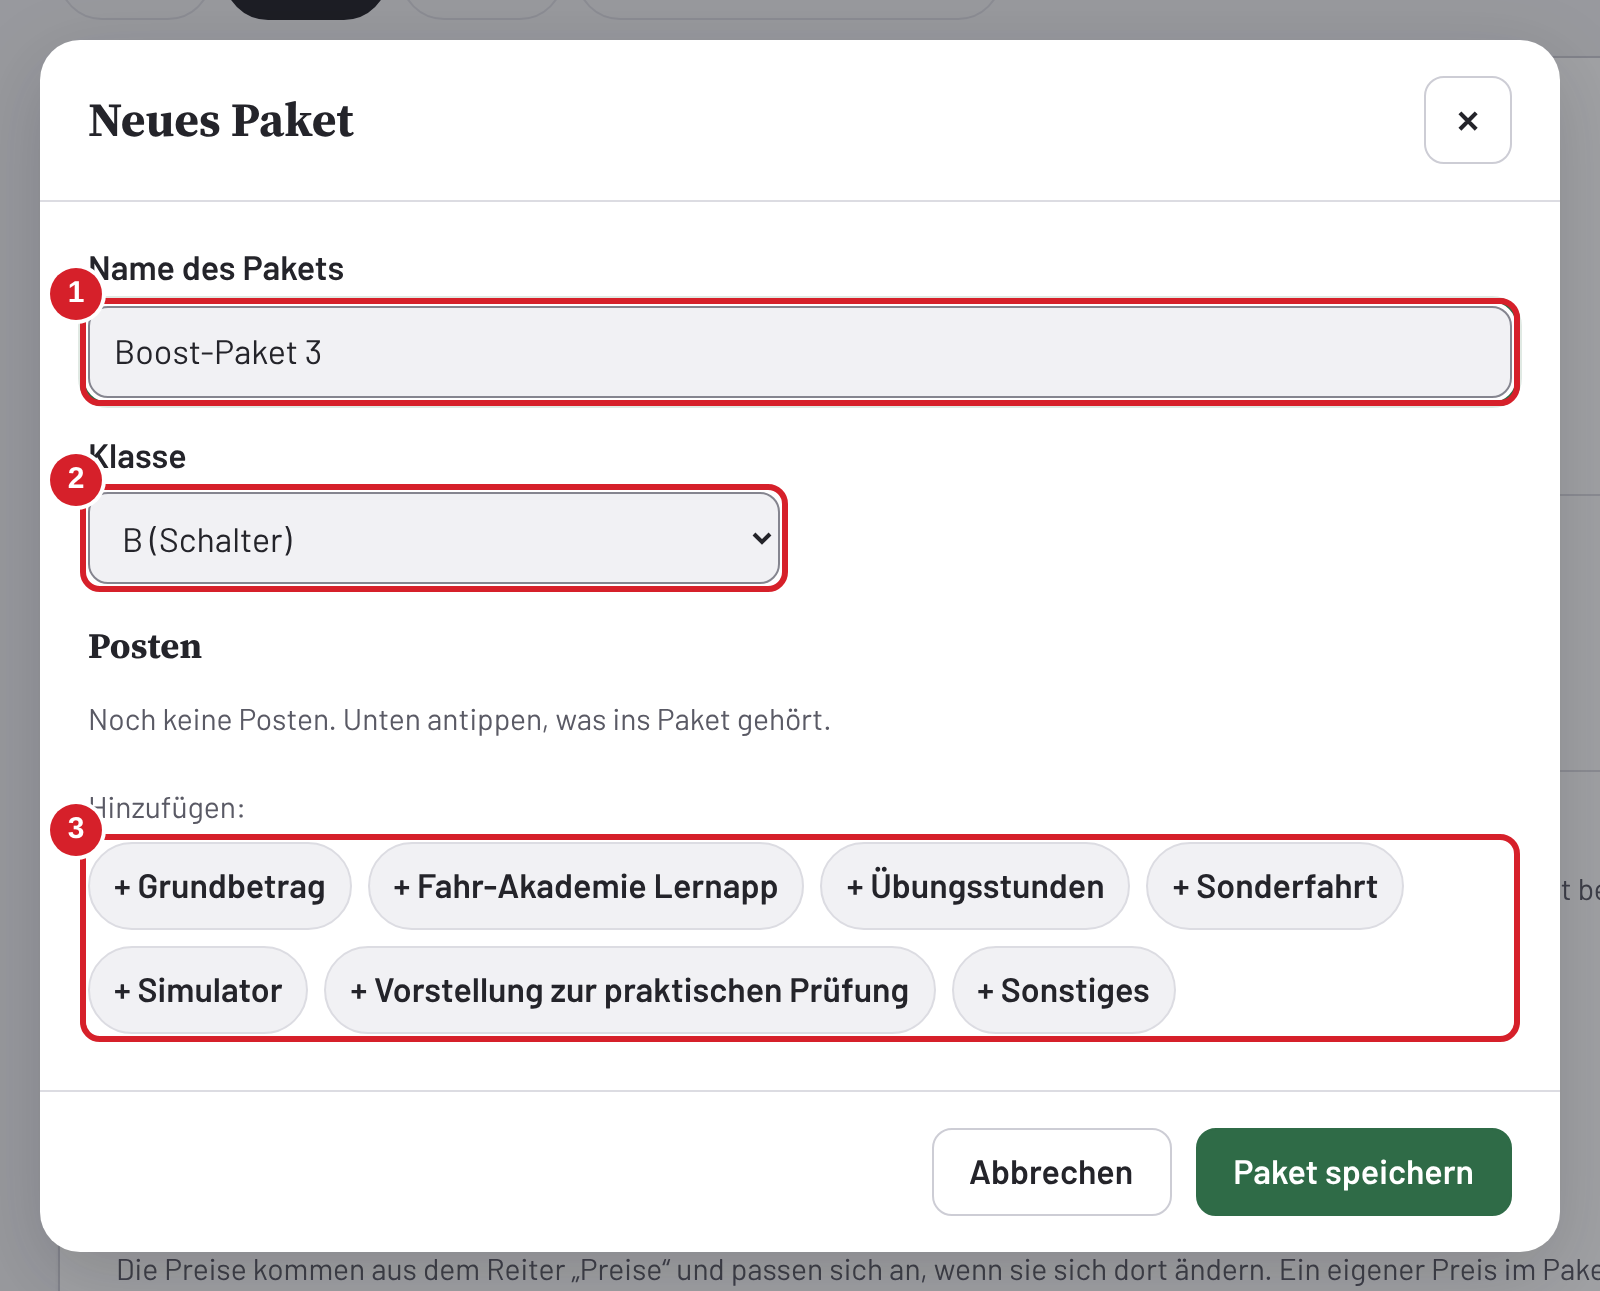 Neues Paket
×
Name des Pakets
1
Boost-Paket 3
Klasse
2
B (Schalter)
Posten
Noch keine Posten. Unten antippen, was ins Paket gehört.
Hinzufügen:
3
+ Grundbetrag + Fahr-Akademie Lernapp + Übungsstunden + Sonderfahrt
t be
+ Simulator + Vorstellung zur praktischen Prüfung + Sonstiges
Abbrechen Paket speichern
Die Preise kommen aus dem Reiter „Preise“ und passen sich an, wenn sie sich dort ändern. Ein eigener Preis im Pake